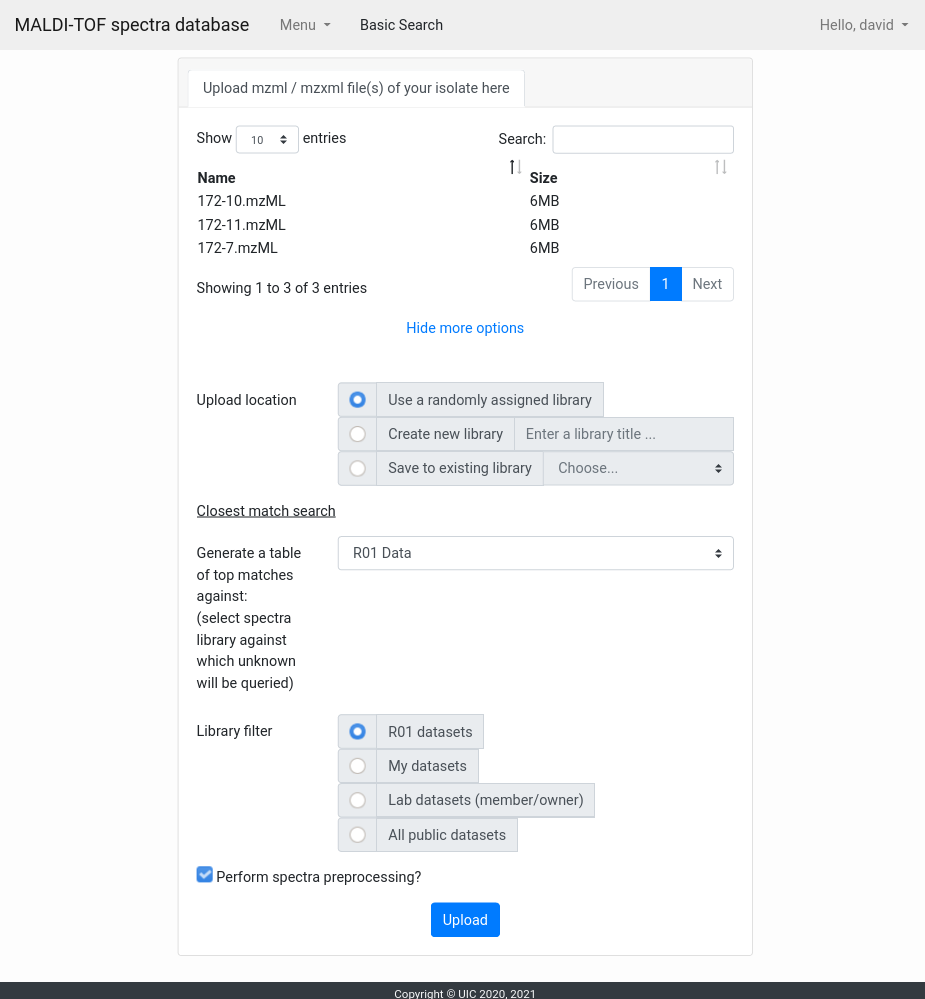 MALDI-TOF spectra database Menu Basic Search Hello, david
Upload mzml / mzxml file(s) of your isolate here
Show 10 entries Search:
Name Size
172-10.mzML 6MB
172-11.mzML 6MB
172-7.mzML 6MB
Showing 1 to 3 of 3 entries Previous 1 Next
Hide more options
Upload location Use a randomly assigned library
Create new library Enter a library title ...
Save to existing library Choose...
Closest match search
Generate a table R01 Data
of top matches
against:
(select spectra
library against
which unknown
will be queried)
Library filter R01 datasets
My datasets
Lab datasets (member/owner)
All public datasets
Perform spectra preprocessing?
Upload
Copyright © UIC 2020, 2021